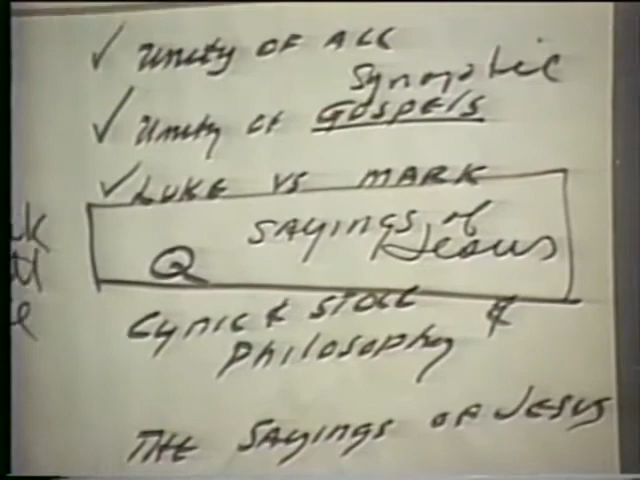 ✓ Unity OF ALL
Synoptic
✓ Unity of GOSPELS
✓ LUKE VS MARK
SAYINGS of
Q Jesus
Cynic & STOIC &
Philosophy
THE SAYINGS OF JESUS